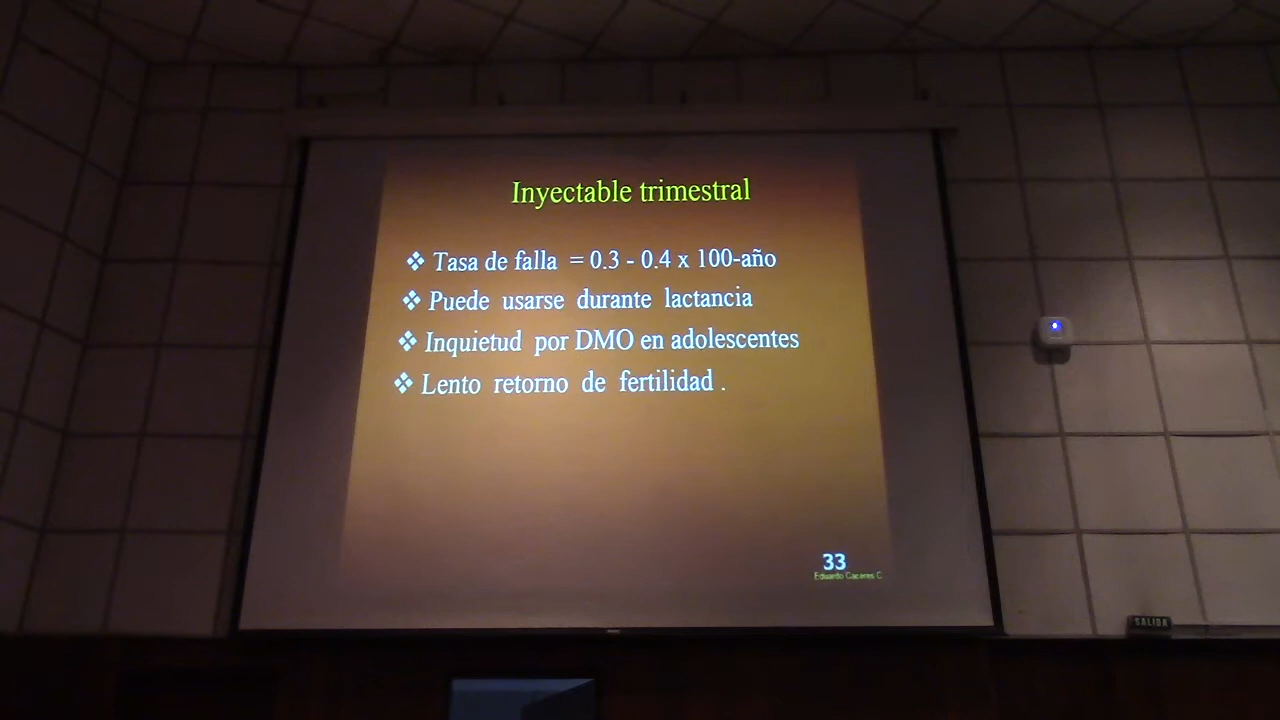 Inyectable trimestral
❖ Tasa de falla = 0.3 - 0.4 x 100-año
❖ Puede usarse durante lactancia
❖ Inquietud por DMO en adolescentes
❖ Lento retorno de fertilidad .
33
Eduardo Caceres C
SALIDA